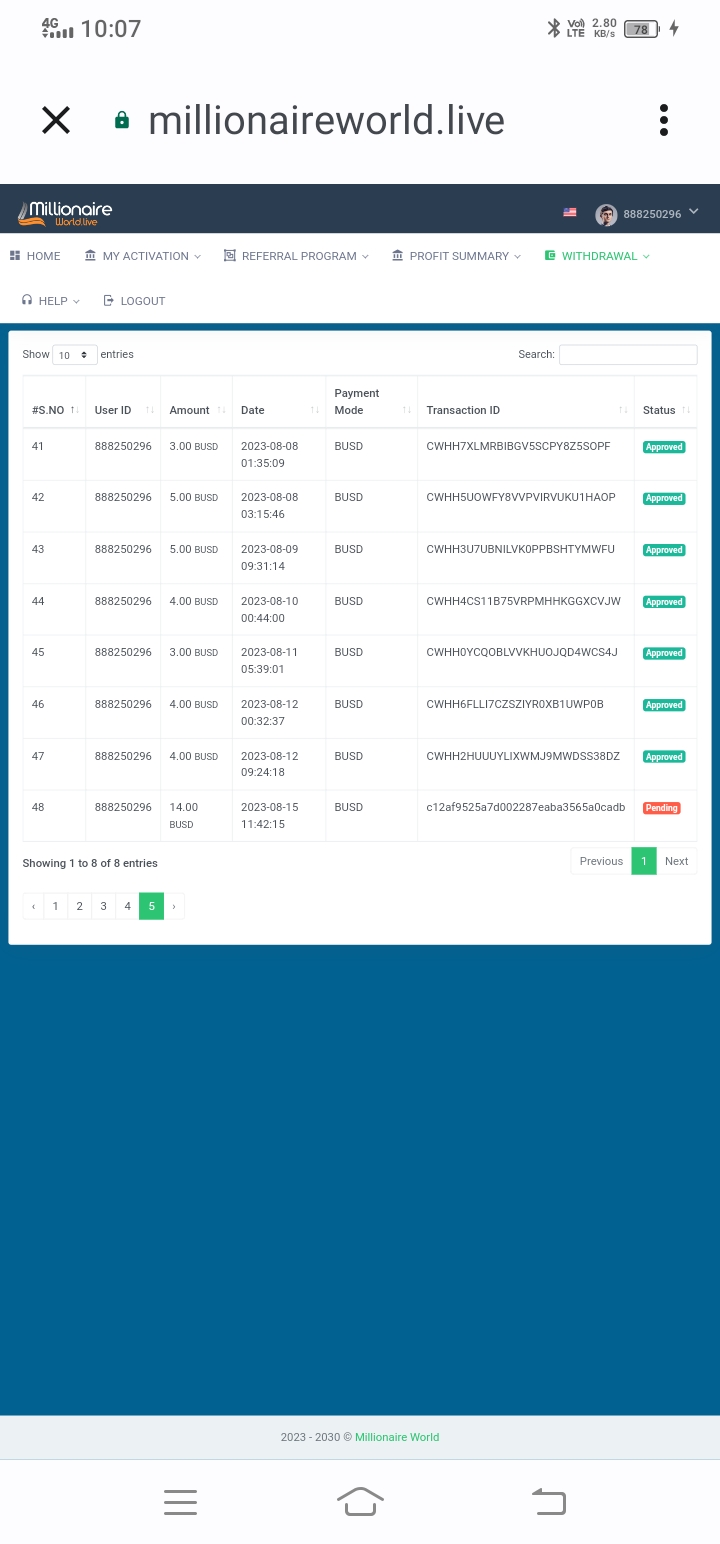 4G 10:07 Vo) LTE 2.80 KB/s 78
millionaireworld.live
Millionaire
World.live
888250296
HOME MY ACTIVATION REFERRAL PROGRAM PROFIT SUMMARY WITHDRAWAL
HELP LOGOUT
Show 10 entries Search:
#S.NO User ID Amount Date Payment Mode Transaction ID Status
41 888250296 3.00 BUSD 2023-08-08 01:35:09 BUSD CWHH7XLMRBIBGV5SCPY8Z5SOPF Approved
42 888250296 5.00 BUSD 2023-08-08 03:15:46 BUSD CWHH5UOWFY8VVPVIRVUKU1HAOP Approved
43 888250296 5.00 BUSD 2023-08-09 09:31:14 BUSD CWHH3U7UBNILVK0PPBSHTYMWFU Approved
44 888250296 4.00 BUSD 2023-08-10 00:44:00 BUSD CWHH4CS11B75VRPMHHKGGXCVJW Approved
45 888250296 3.00 BUSD 2023-08-11 05:39:01 BUSD CWHH0YCQOBLVVKHUOJQD4WCS4J Approved
46 888250296 4.00 BUSD 2023-08-12 00:32:37 BUSD CWHH6FLLI7CZSZIYR0XB1UWP0B Approved
47 888250296 4.00 BUSD 2023-08-12 09:24:18 BUSD CWHH2HUUUYLIXWMJ9MWDSS38DZ Approved
48 888250296 14.00 BUSD 2023-08-15 11:42:15 BUSD c12af9525a7d002287eaba3565a0cadb Pending
Showing 1 to 8 of 8 entries Previous 1 Next
‹ 1 2 3 4 5 ›
2023 - 2030 © Millionaire World